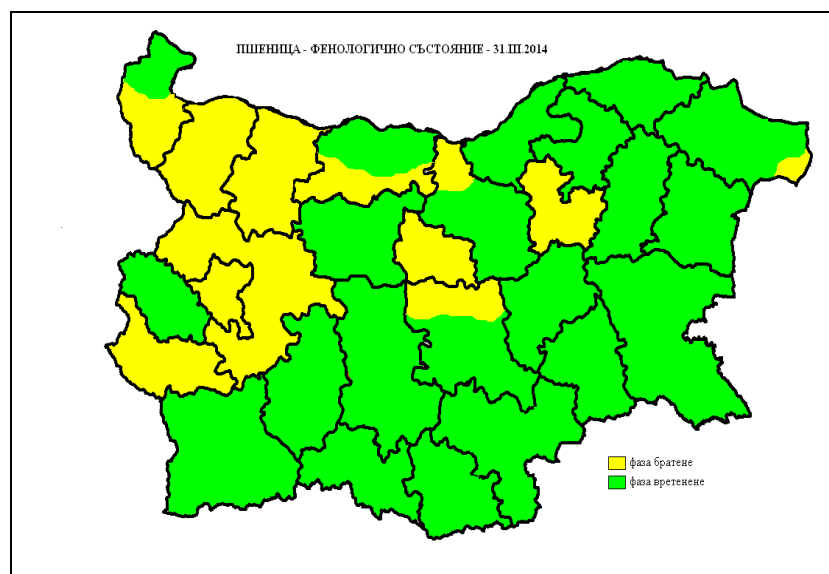 ПШЕНИЦА - ФЕНОЛОГИЧНО СЪСТОЯНИЕ - 31.III.2014
фаза братене
фаза вретенене